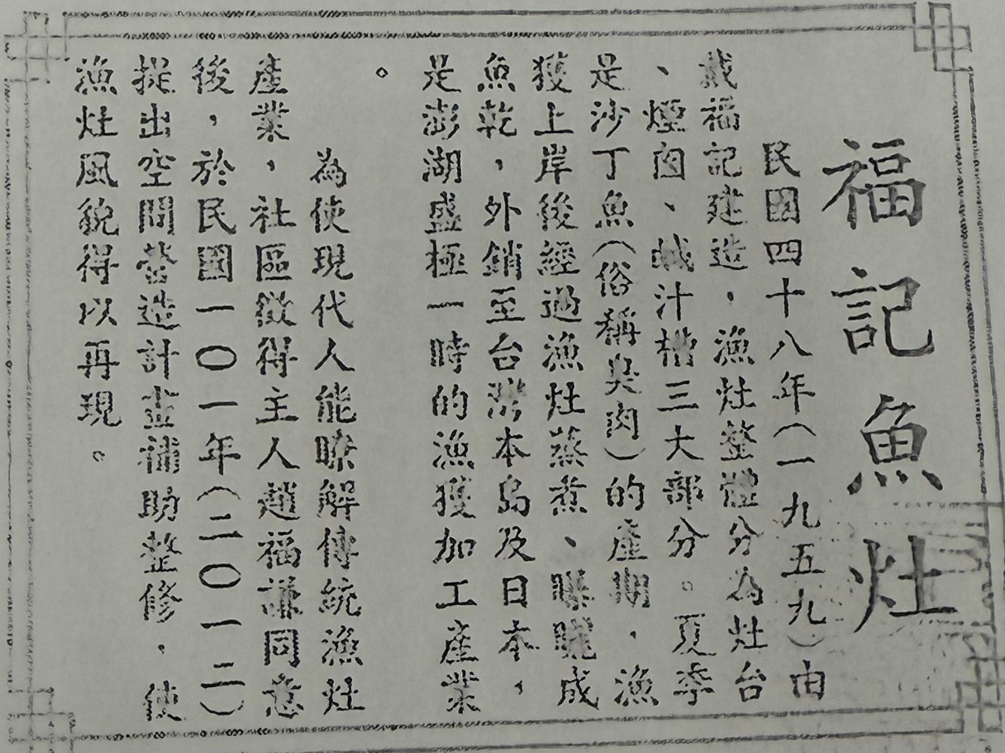 福記魚灶
民國四十八年（一九五九）由
戴福記建造，漁灶整體分為灶台
、煙囪、鹹汁槽三大部分。夏季
是沙丁魚（俗稱臭肉）的產期，漁
獲上岸後經過漁灶蒸煮、曝曬成
魚乾，外銷至台灣本島及日本，
是澎湖盛極一時的漁獲加工產業
。
為使現代人能瞭解傳統漁灶
產業，社區徵得主人趙福謙同意
後，於民國一〇一年（二〇一二）
提出空間營造計畫補助整修，使
漁灶風貌得以再現。